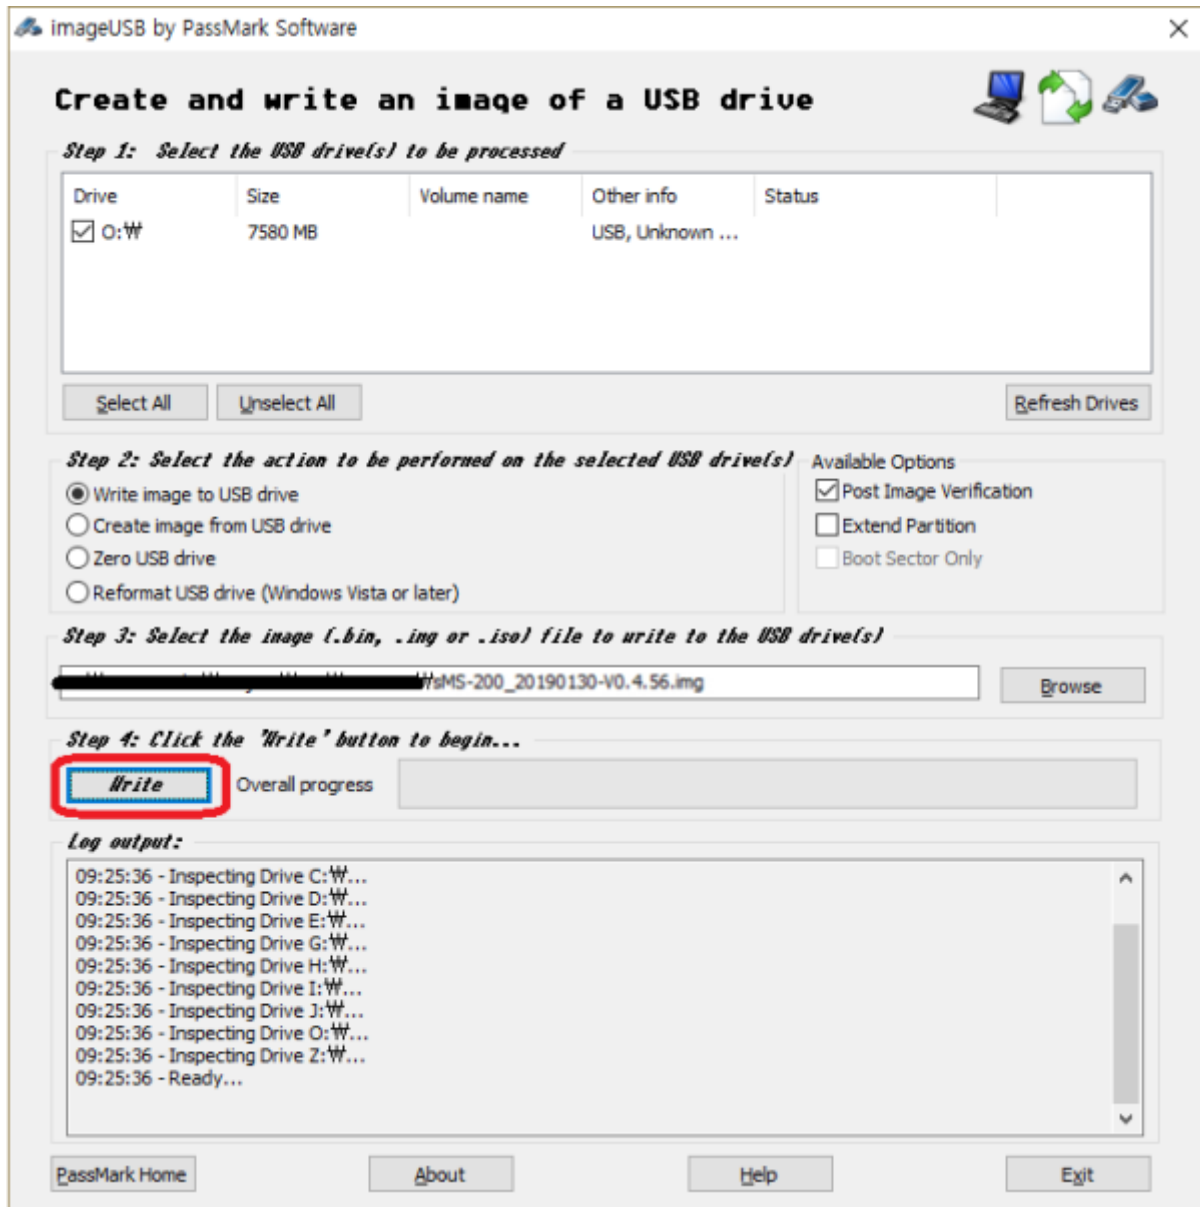 imageUSB by PassMark Software
Create and write an image of a USB drive
Step 1: Select the USB drive(s) to be processed
Drive Size Volume name Other info Status
O:₩ 7580 MB USB, Unknown ...
Select All Unselect All Refresh Drives
Step 2: Select the action to be performed on the selected USB drive(s) Available Options
Write image to USB drive Post Image Verification
Create image from USB drive Extend Partition
Zero USB drive Boot Sector Only
Reformat USB drive (Windows Vista or later)
Step 3: Select the image (.bin, .img or .iso) file to write to the USB drive(s)
₩sMS-200_20190130-V0.4.56.img Browse
Step 4: Click the 'Write' button to begin...
Write Overall progress
Log output:
09:25:36 - Inspecting Drive C:₩...
09:25:36 - Inspecting Drive D:₩...
09:25:36 - Inspecting Drive E:₩...
09:25:36 - Inspecting Drive G:₩...
09:25:36 - Inspecting Drive H:₩...
09:25:36 - Inspecting Drive I:₩...
09:25:36 - Inspecting Drive J:₩...
09:25:36 - Inspecting Drive O:₩...
09:25:36 - Inspecting Drive Z:₩...
09:25:36 - Ready...
PassMark Home About Help Exit